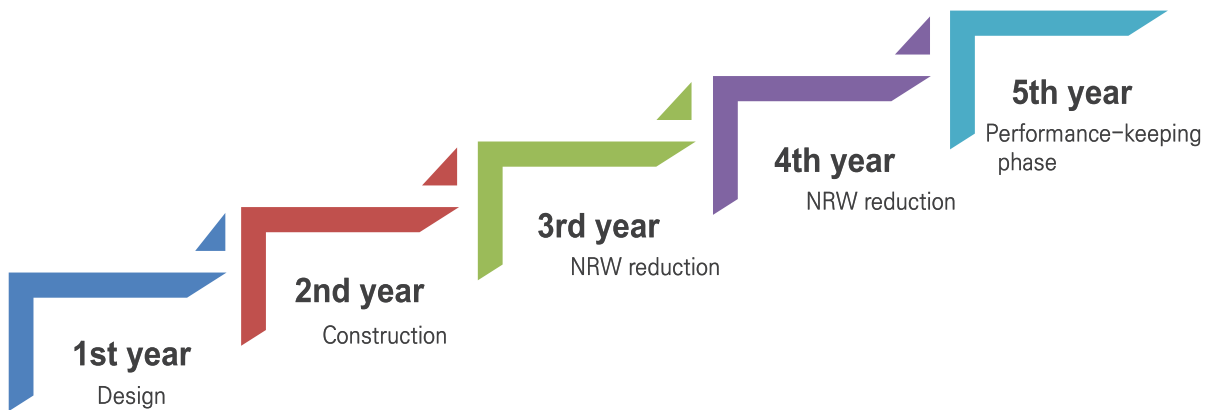 1st year
Design
2nd year
Construction
3rd year
NRW reduction
4th year
NRW reduction
5th year
Performance-keeping
phase